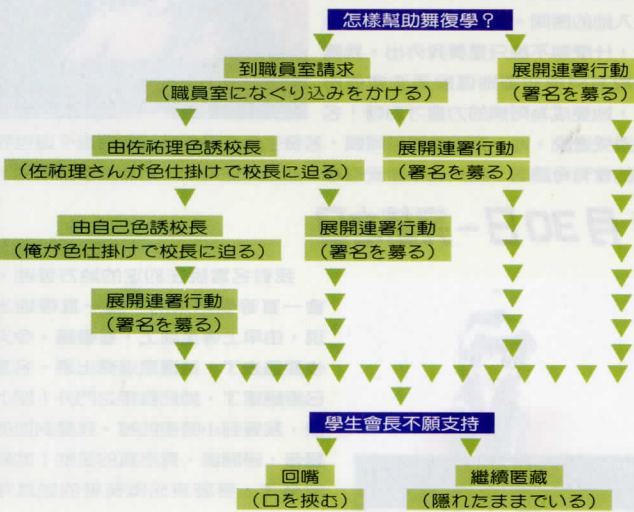 怎樣幫助舞復學？
到職員室請求
（職員室になぐり込みをかける）
展開連署行動
（署名を募る）
由佐祐理色誘校長
（佐祐理さんが色仕掛けで校長に迫る）
展開連署行動
（署名を募る）
由自己色誘校長
（俺が色仕掛けで校長に迫る）
展開連署行動
（署名を募る）
展開連署行動
（署名を募る）
學生會長不願支持
回嘴
（口を挾む）
繼續匿藏
（隠れたままでいる）